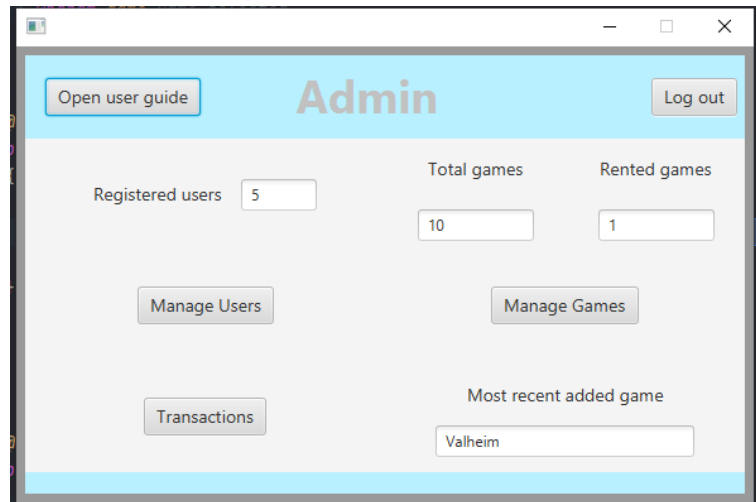 Open user guide
Admin
Log out
Total games
Rented games
Registered users
5
10
1
Manage Users
Manage Games
Most recent added game
Transactions
Valheim